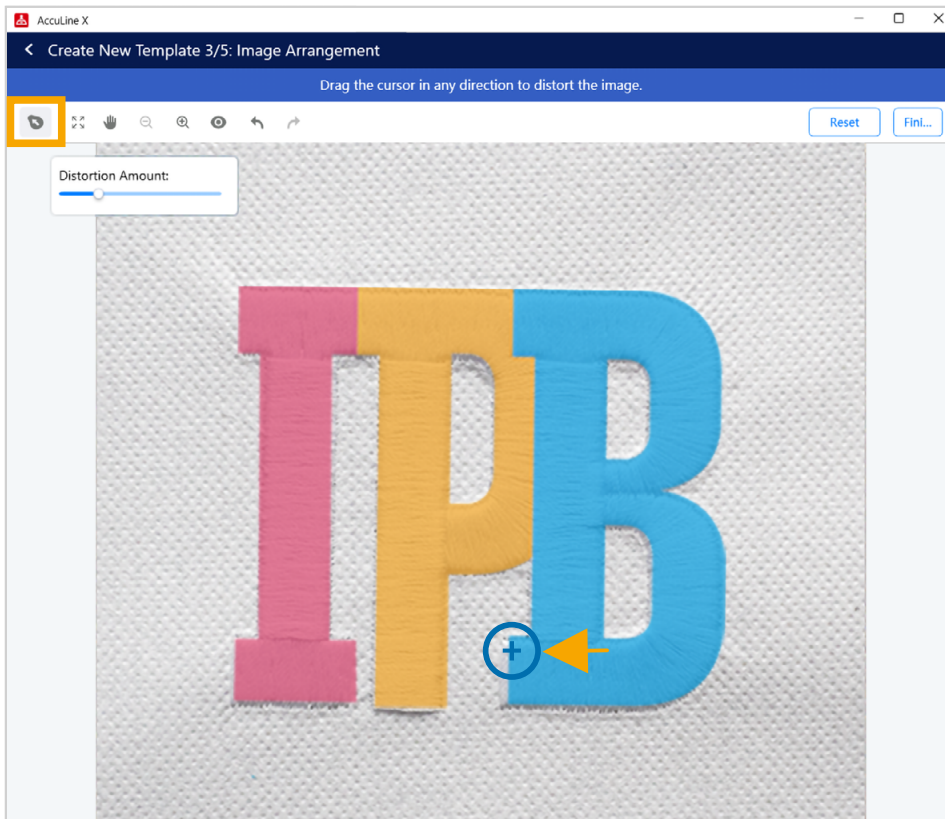 AccuLine X
Create New Template 3/5: Image Arrangement
Drag the cursor in any direction to distort the image.
Reset
Fini...
Distortion Amount:
IPB